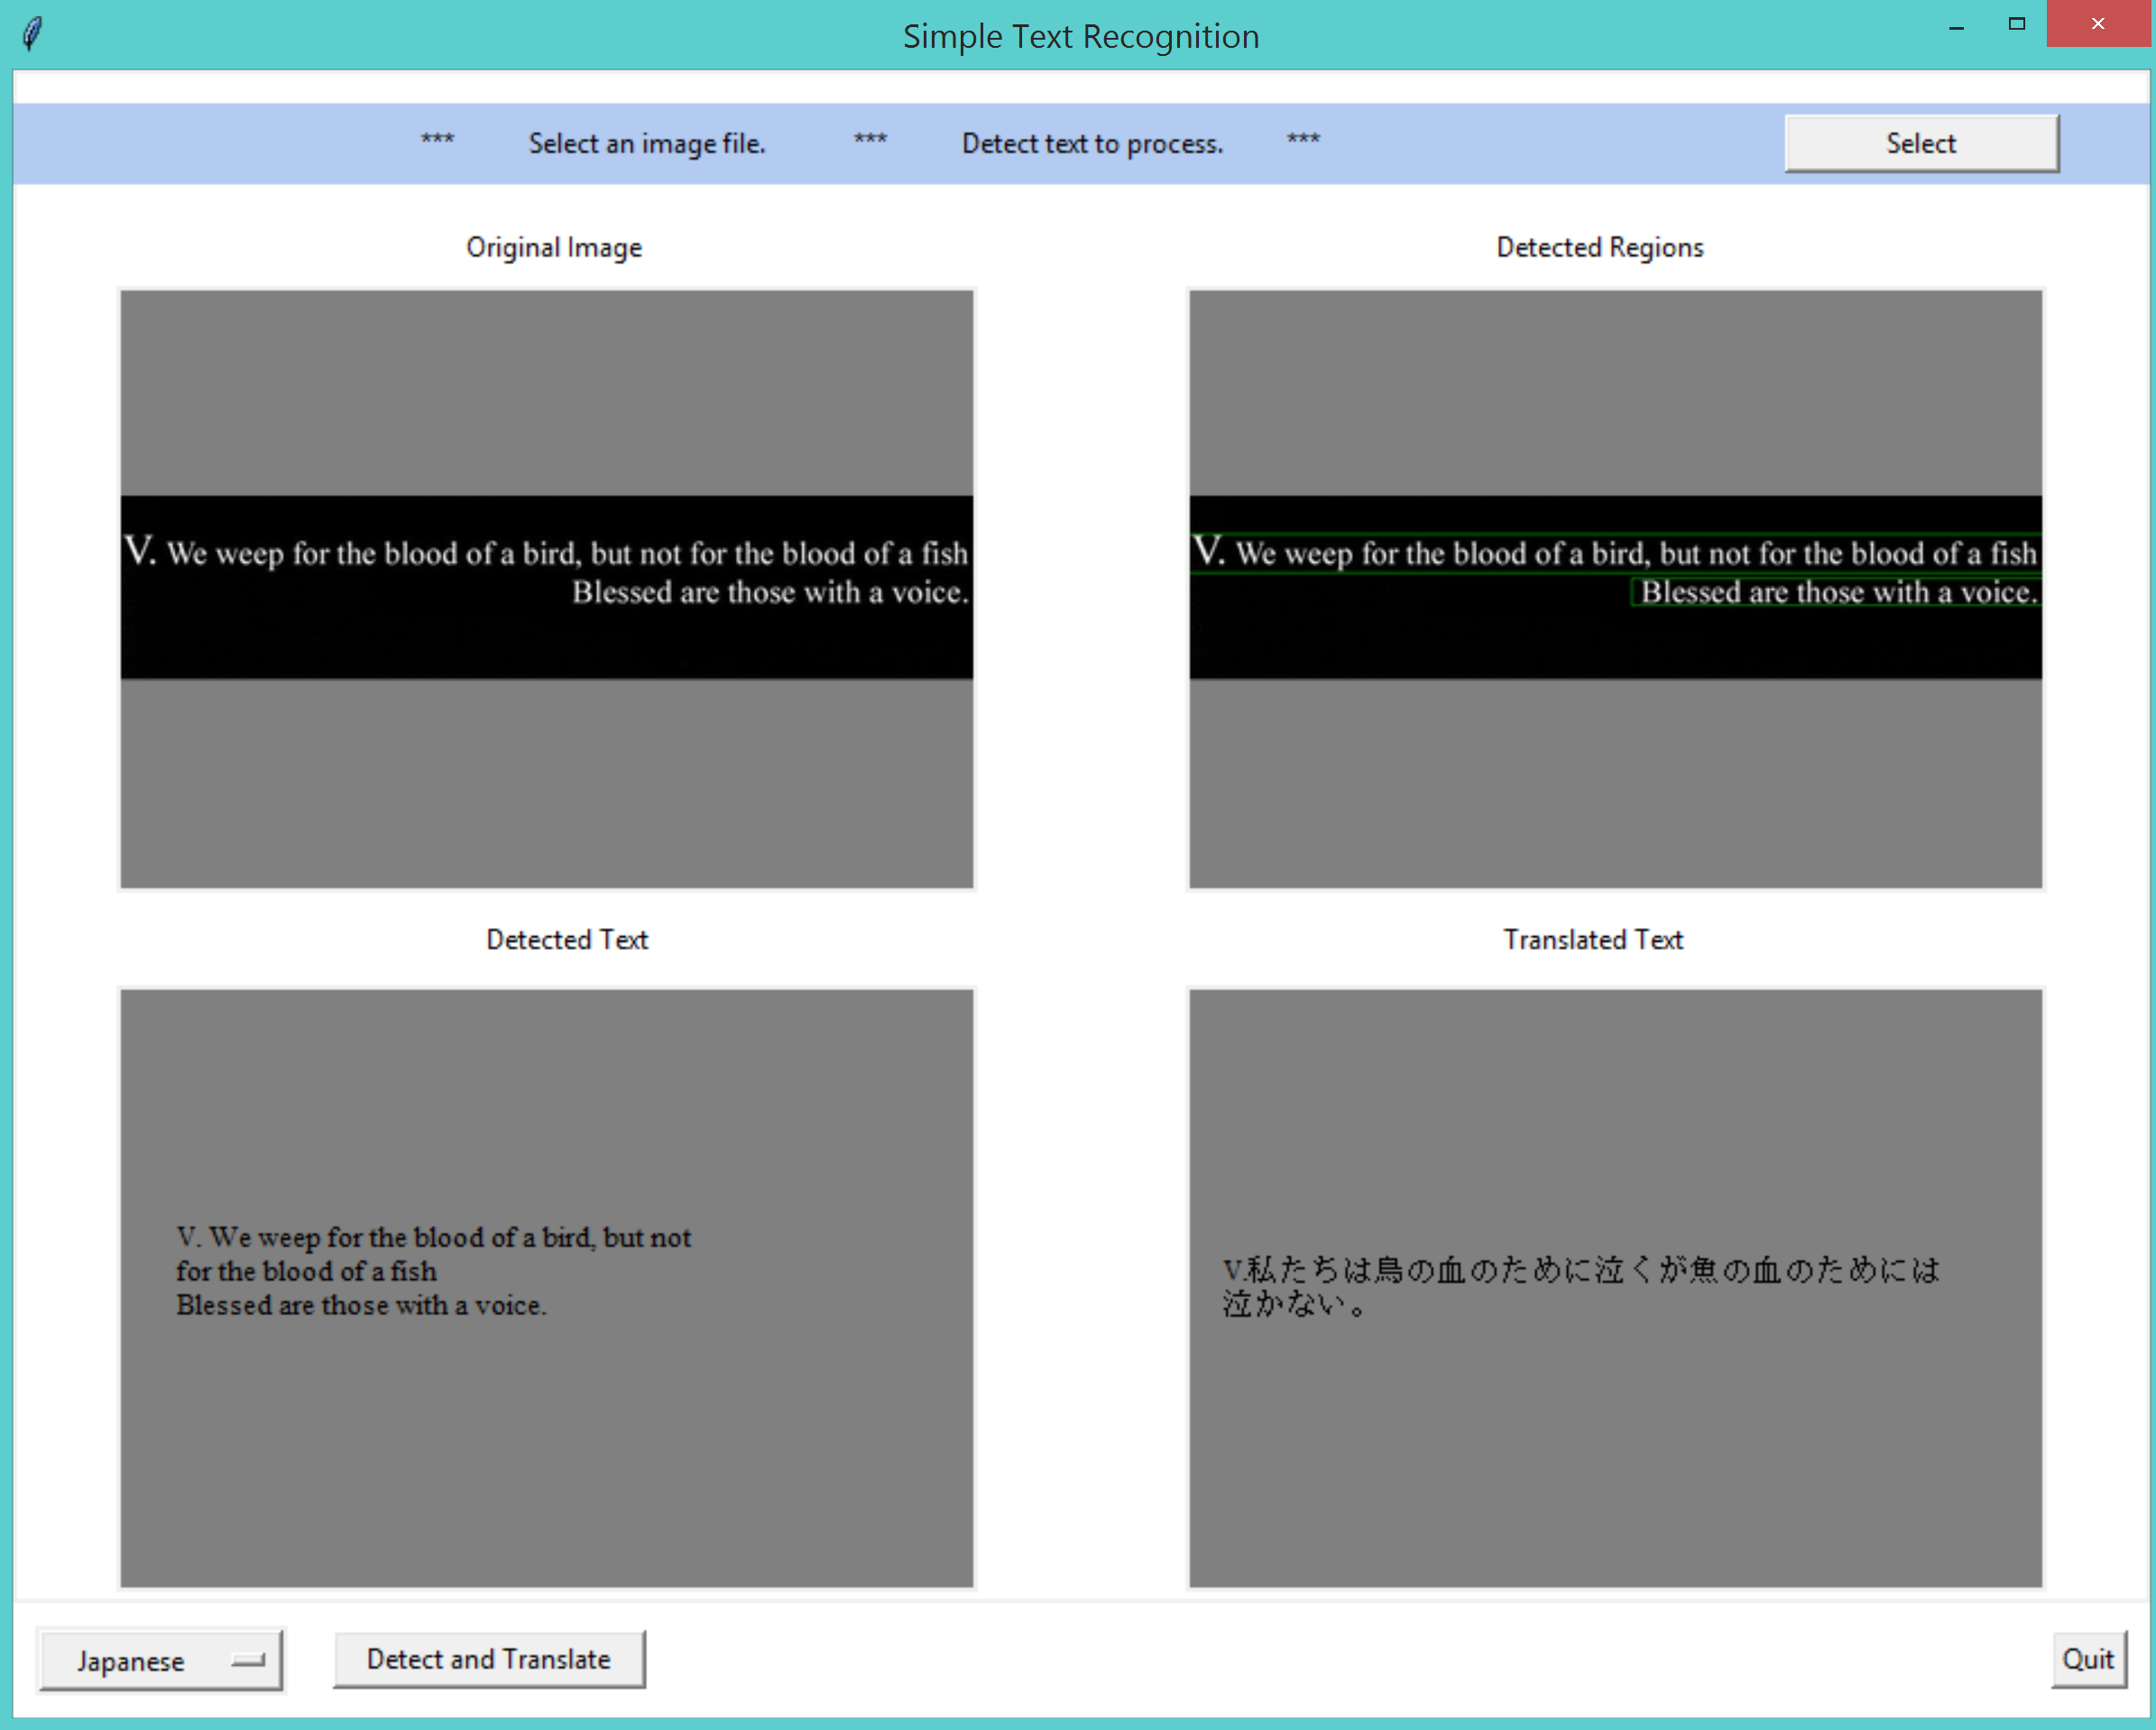 Simple Text Recognition
*** Select an image file. *** Detect text to process. *** Select
Original Image
V. We weep for the blood of a bird, but not for the blood of a fish
Blessed are those with a voice.
Detected Regions
V. We weep for the blood of a bird, but not for the blood of a fish
Blessed are those with a voice.
Detected Text
V. We weep for the blood of a bird, but not
for the blood of a fish
Blessed are those with a voice.
Translated Text
V.私たちは鳥の血のために泣くが魚の血のためには
泣かない。
Japanese
Detect and Translate
Quit